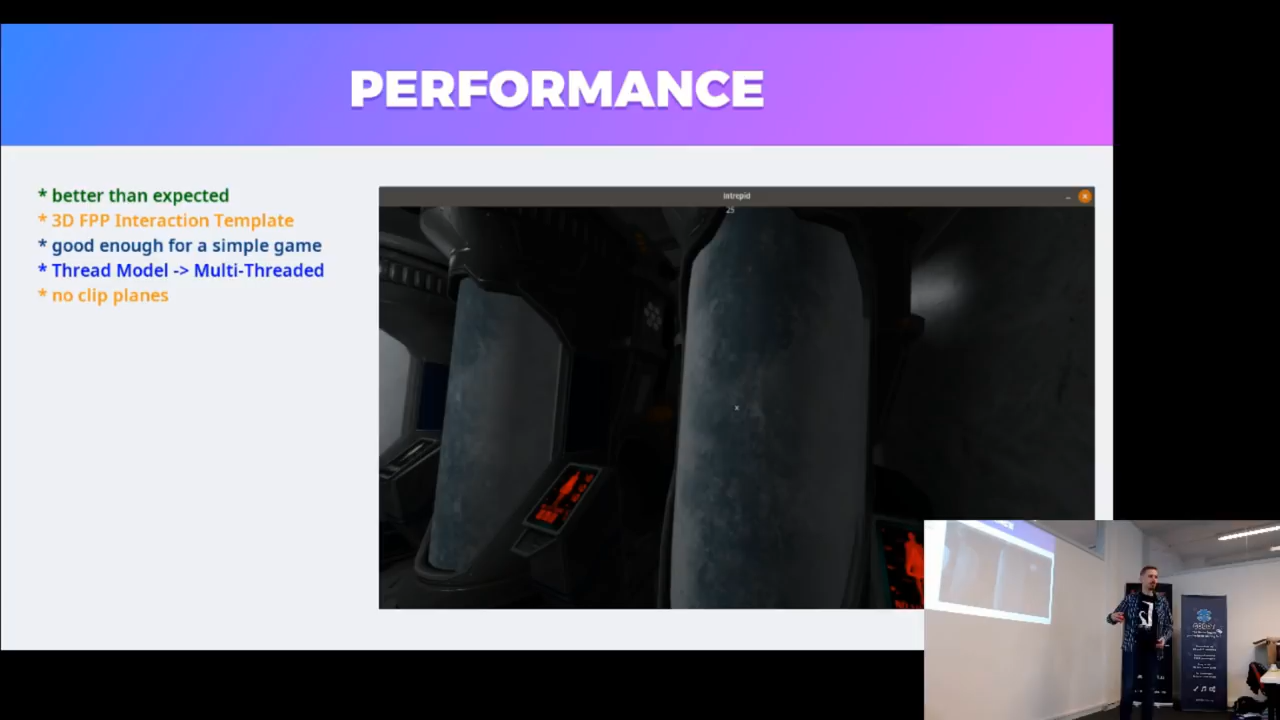 PERFORMANCE
* better than expected
* 3D FPP Interaction Template
* good enough for a simple game
* Thread Model -> Multi-Threaded
* no clip planes
intrepid
25